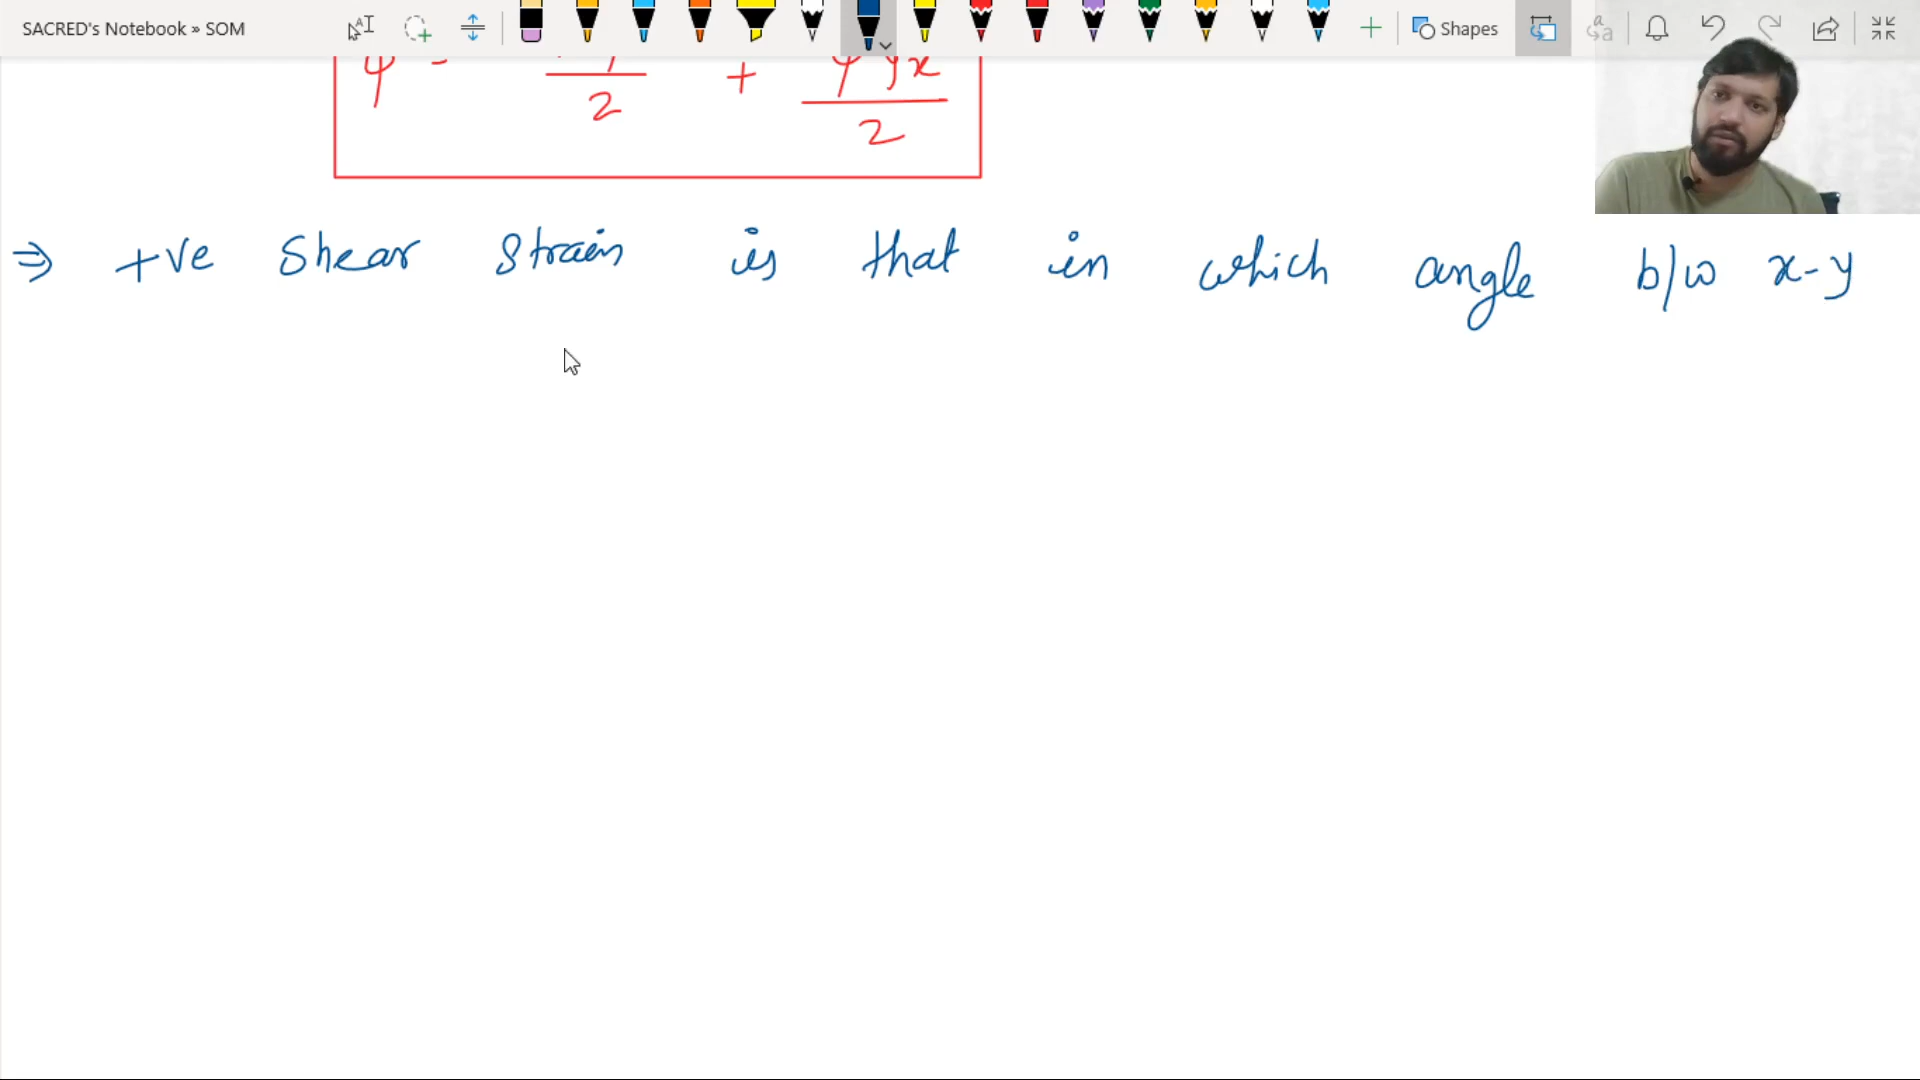 SACRED's Notebook » SOM
Shapes
2 + 2
⇒ +ve Shear Strain is that in which angle b/w x-y